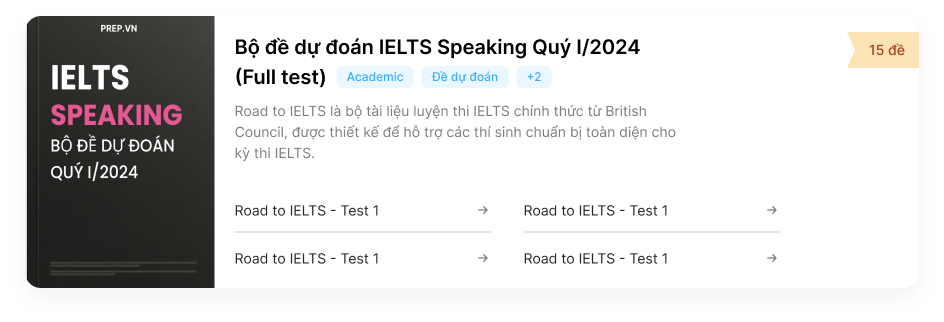 PREP.VN
IELTS
SPEAKING
BỘ ĐỀ DỰ ĐOÁN
QUÝ I/2024
Bộ đề dự đoán IELTS Speaking Quý I/2024
(Full test) Academic Đề dự đoán +2
15 đề
Road to IELTS là bộ tài liệu luyện thi IELTS chính thức từ British
Council, được thiết kế để hỗ trợ các thí sinh chuẩn bị toàn diện cho
kỳ thi IELTS.
Road to IELTS - Test 1 → Road to IELTS - Test 1 →
Road to IELTS - Test 1 → Road to IELTS - Test 1 →